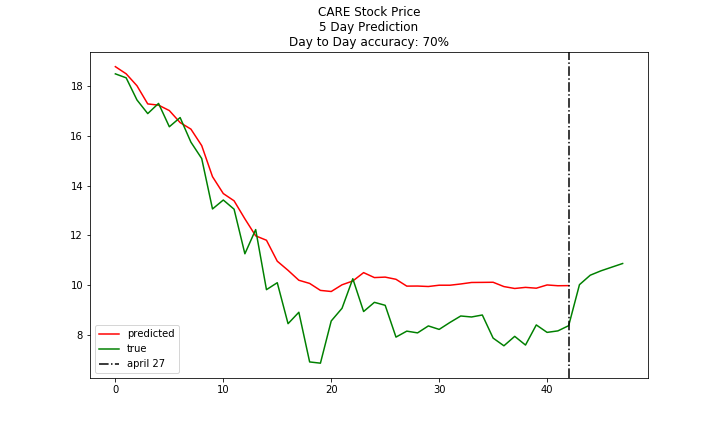 CARE Stock Price
5 Day Prediction
Day to Day accuracy: 70%
18
16
14
12
10
8
predicted
true
april 27
0
10
20
30
40